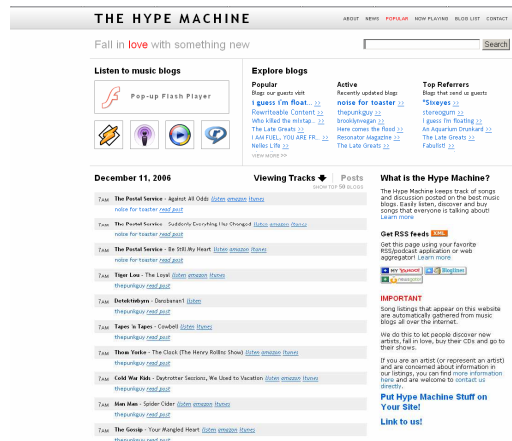 THE HYPE MACHINE
ABOUT NEWS POPULAR NOW PLAYING BLOG LIST CONTACT
Fall in love with something new
Search
Listen to music blogs
Pop-up Flash Player
Explore blogs
Popular
Blogs our guests visit
i guess i'm float... >>
Rewriteable Content >>
Who killed the mixtap... >>
The Late Greats >>
I AM FUEL, YOU ARE FR... >>
Nelles Life >>
VIEW MORE >>
Active
Recently updated blogs
noise for toaster >>
thepunkguy >>
brooklynvegan >>
Here comes the flood >>
Resonator Magazine >>
The Late Greats >>
Top Referrers
Blogs that send us guests
*Sixeyes >>
stereogum >>
i guess i'm floating >>
An Aquarium Drunkard >>
The Late Greats >>
Fabulist! >>
December 11, 2006
Viewing Tracks | Posts
SHOW TOP 50 BLOGS
7AM The Postal Service - Against All Odds listen amazon itunes
noise for toaster read post
7AM The Postal Service - Suddenly Everything Has Changed listen amazon itunes
noise for toaster read post
7AM The Postal Service - Be Still My Heart listen amazon itunes
noise for toaster read post
7AM Tiger Lou - The Loyal listen amazon itunes
thepunkguy read post
7AM Detektivbyrn - Danabanan1 listen
thepunkguy read post
7AM Tapes 'n Tapes - Cowbell listen amazon itunes
thepunkguy read post
7AM Thom Yorke - The Clock (The Henry Rollins Show) listen amazon itunes
thepunkguy read post
7AM Cold War Kids - Daytrotter Sessions, We Used to Vacation listen amazon itunes
thepunkguy read post
7AM Man Man - Spider Cider listen amazon itunes
thepunkguy read post
7AM The Gossip - Your Mangled Heart listen amazon itunes
thepunkguy read post
What is the Hype Machine?
The Hype Machine keeps track of songs
and discussion posted on the best music
blogs. Easily listen, discover and buy
songs that everyone is talking about!
Learn more
Get RSS feeds XML
Get this page using your favorite
RSS/podcast application or web
aggregator! Learn more
MY YAHOO! Bloglines
newsgator
IMPORTANT
Song listings that appear on this website
are automatically gathered from music
blogs all over the internet.
We do this to let people discover new
artists, fall in love, buy their CDs and go to
their shows.
If you are an artist (or represent an artist)
and are concerned about information in
our listings, you can find more information
here and are welcome to contact us
directly.
Put Hype Machine Stuff on
Your Site!
Link to us!